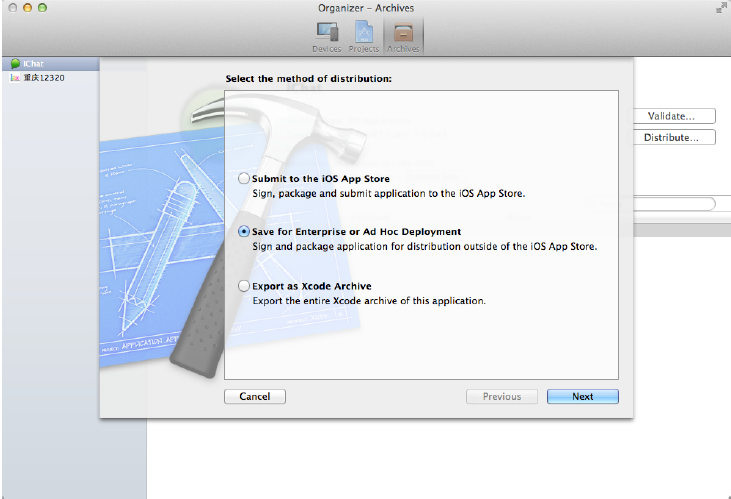 Organizer – Archives
Devices
Projects
Archives
IChat
重庆12320
Select the method of distribution:
Validate...
Distribute...
Submit to the iOS App Store
Sign, package and submit application to the iOS App Store.
Save for Enterprise or Ad Hoc Deployment
Sign and package application for distribution outside of the iOS App Store.
Export as Xcode Archive
Export the entire Xcode archive of this application.
Cancel
Previous
Next